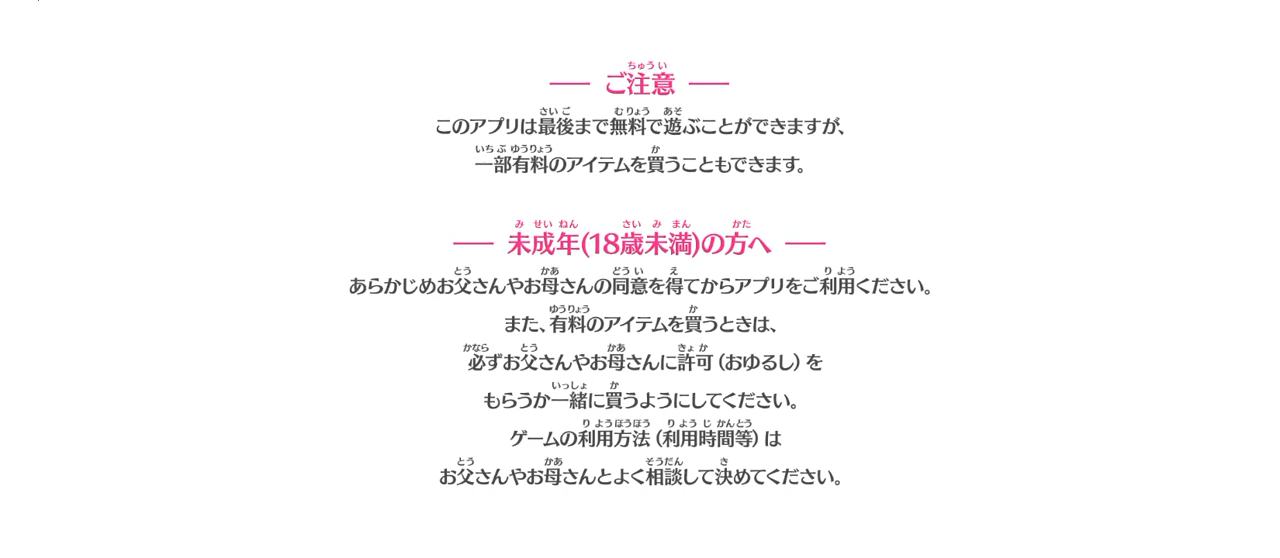 ご注意
このアプリは最後まで無料で遊ぶことができますが、
一部有料のアイテムを買うこともできます。
未成年(18歳未満)の方へ
あらかじめお父さんやお母さんの同意を得てからアプリをご利用ください。
また、有料のアイテムを買うときは、
必ずお父さんやお母さんに許可（おゆるし）を
もらうか一緒に買うようにしてください。
ゲームの利用方法（利用時間等）は
お父さんやお母さんとよく相談して決めてください。